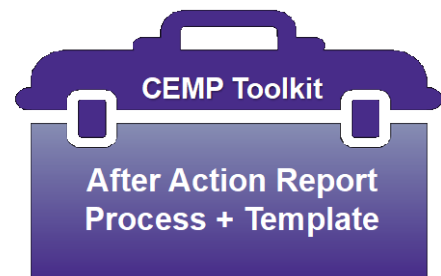 CEMP Toolkit
After Action Report
Process + Template